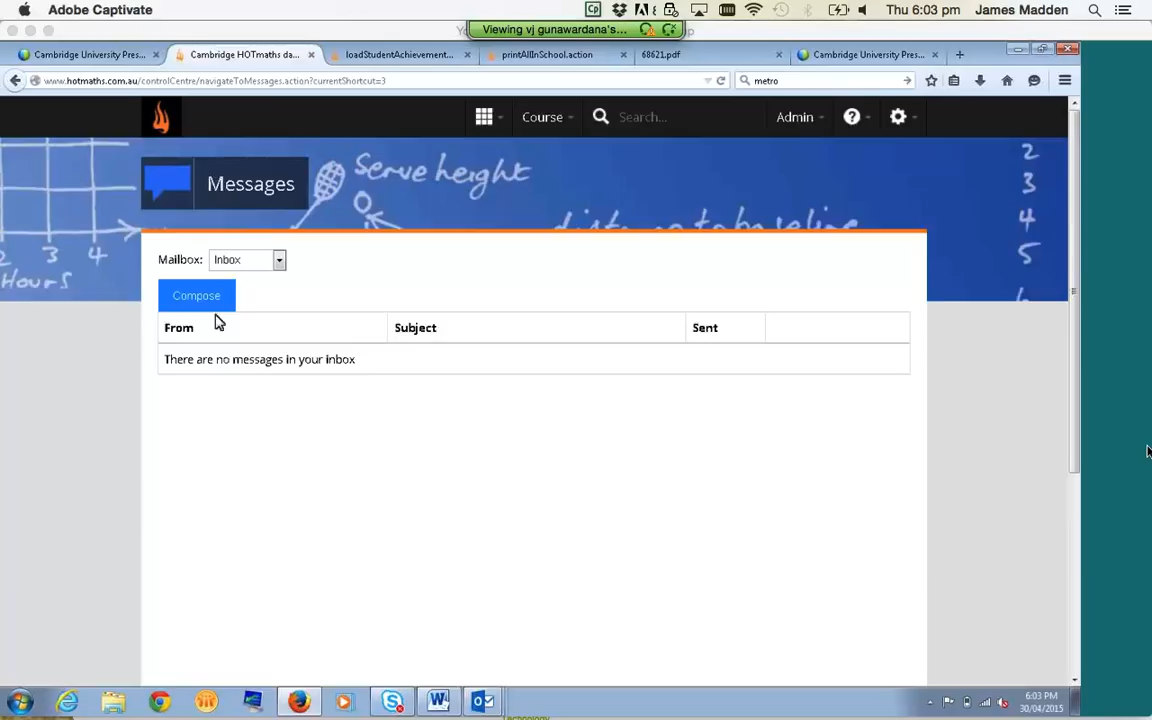 Adobe Captivate
Thu 6:03 pm James Madden
Viewing vj gunawardana's...
Cambridge University Pres...
Cambridge HOTmaths da...
loadStudentAchievement...
printAllInSchool.action
68621.pdf
Cambridge University Pres...
www.hotmaths.com.au/controlCentre/navigateToMessages.action?currentShortcut=3
metro
Course
Search...
Admin
Messages
Serve height
2
3
4
5
3 4
Hours
Mailbox: Inbox
Compose
From Subject Sent
There are no messages in your inbox
6:03 PM
30/04/2015
Technology